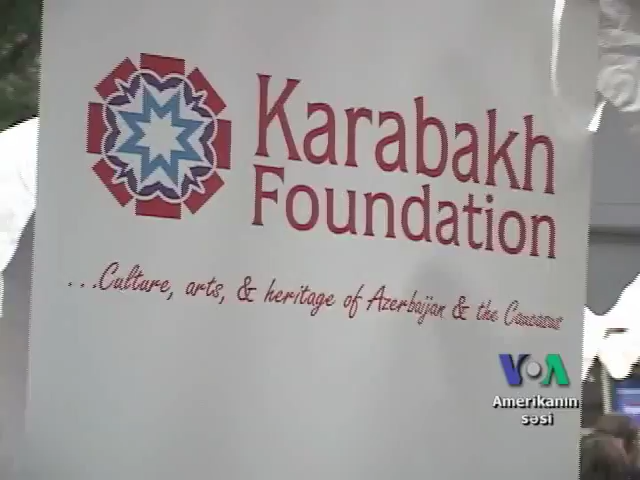 Karabakh
Foundation
...Culture, arts, & heritage of Azerbaijan & the Caucasus
VOA
Amerikanın
səsi